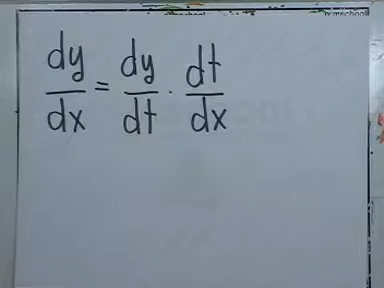 dy/dx = dy/dt · dt/dx